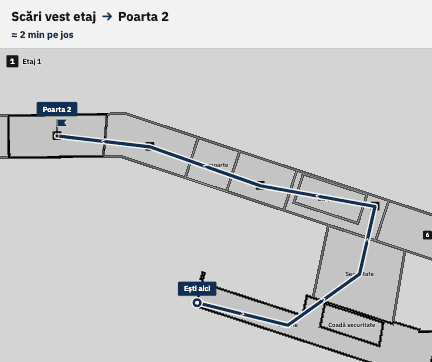 Scări vest etaj → Poarta 2
≈ 2 min pe jos
1 Etaj 1
Poarta 2
6
Ești aici
Coadă securitate